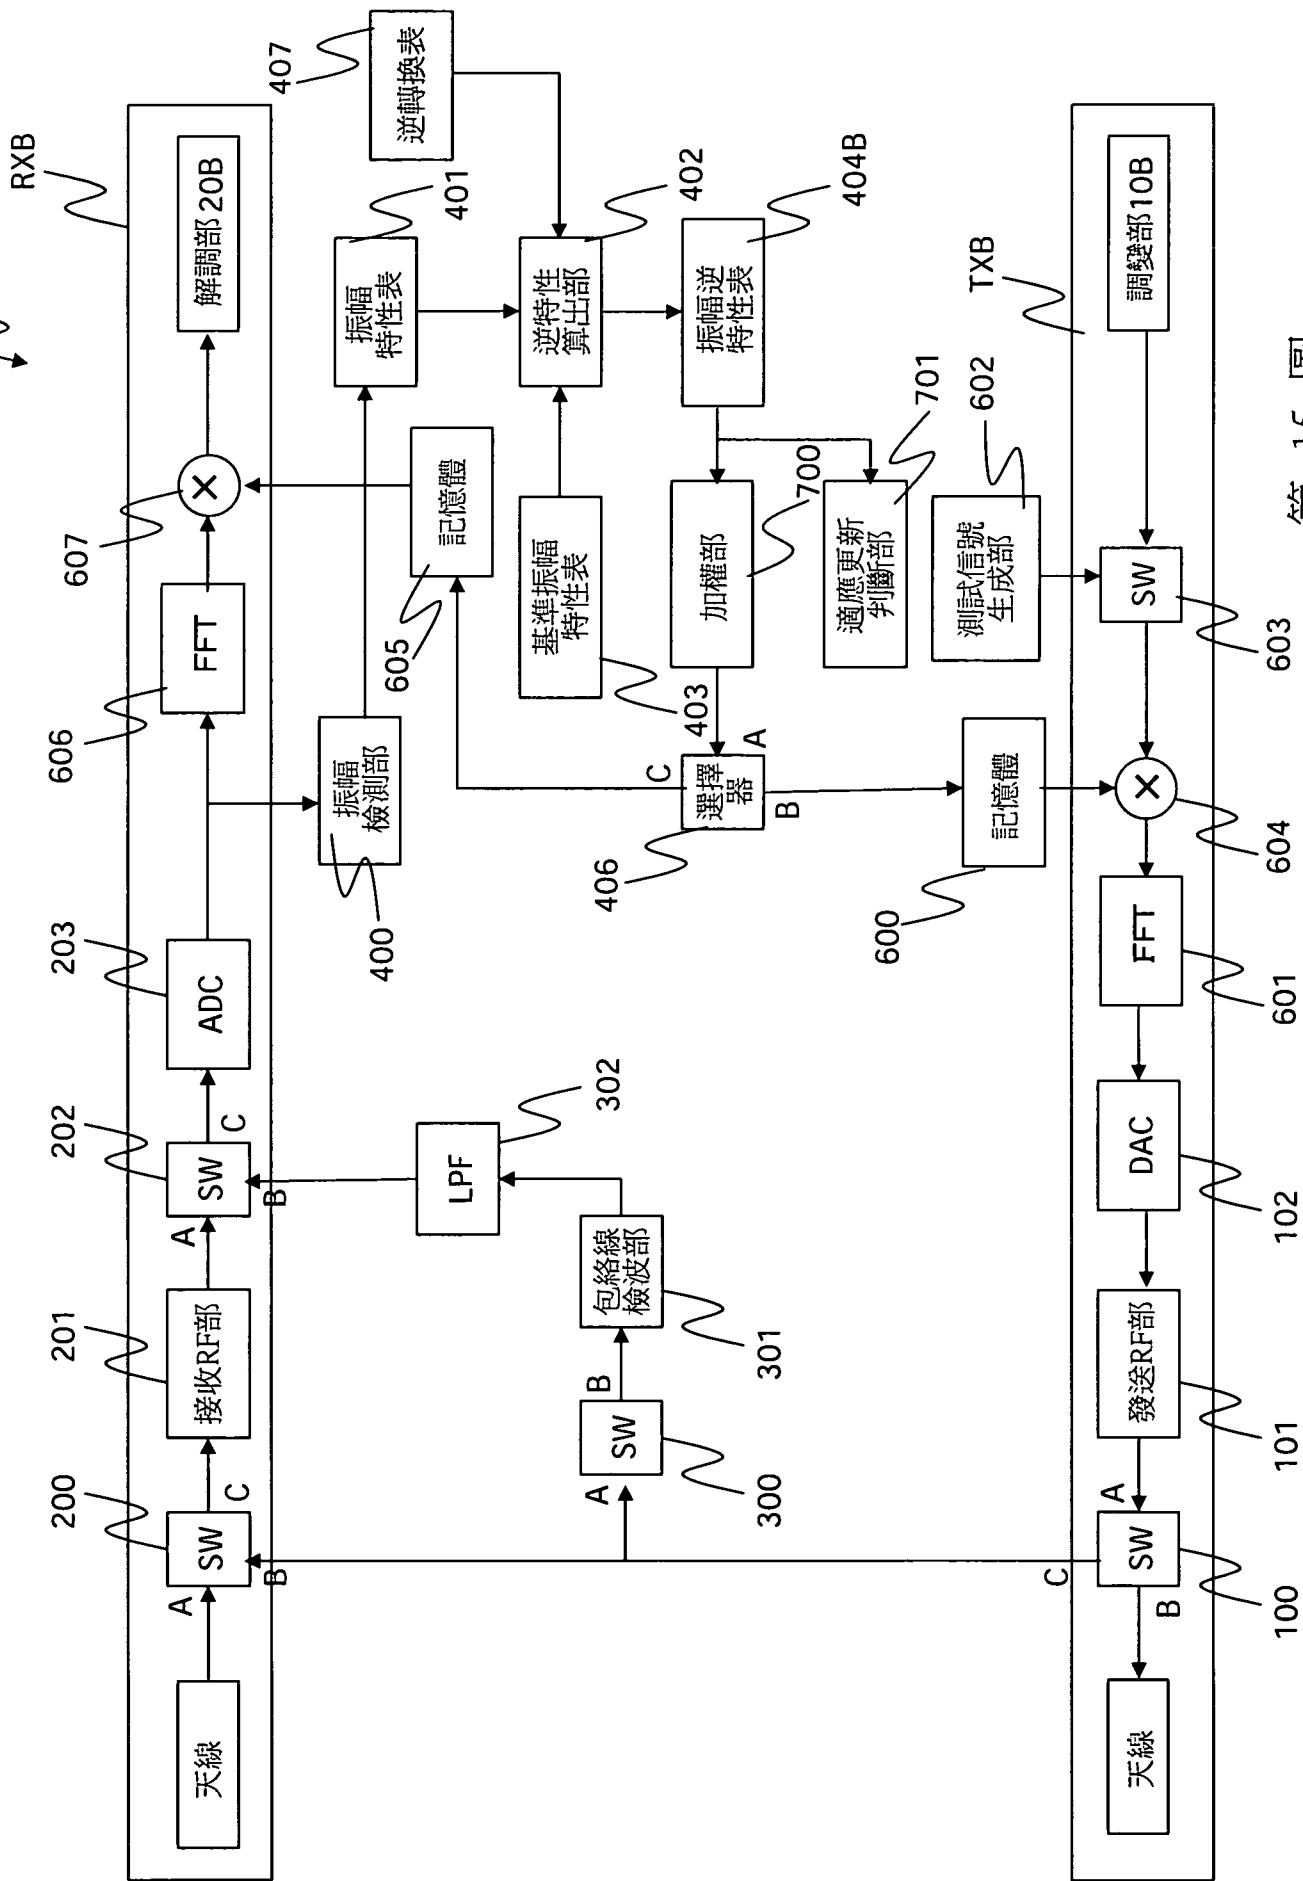 RXB
407
逆轉換表
解調部20B
401
振幅
特性表
402
逆特性
算出部
404B
振幅逆
特性表
TXB
調變部10B
607
×
記憶體
605
基準振幅
特性表
403
加權部
700
適應更新
判斷部
701
測試信號
生成部
602
SW
603
606
FFT
振幅
檢測部
400
C
選擇
器
A
B
406
記憶體
600
×
604
203
ADC
FFT
601
202
SW
A
B
C
LPF
302
DAC
102
201
接收RF部
包絡線
檢波部
301
發送RF部
101
200
SW
A
B
C
SW
A
B
300
SW
A
B
C
100
天線
天線